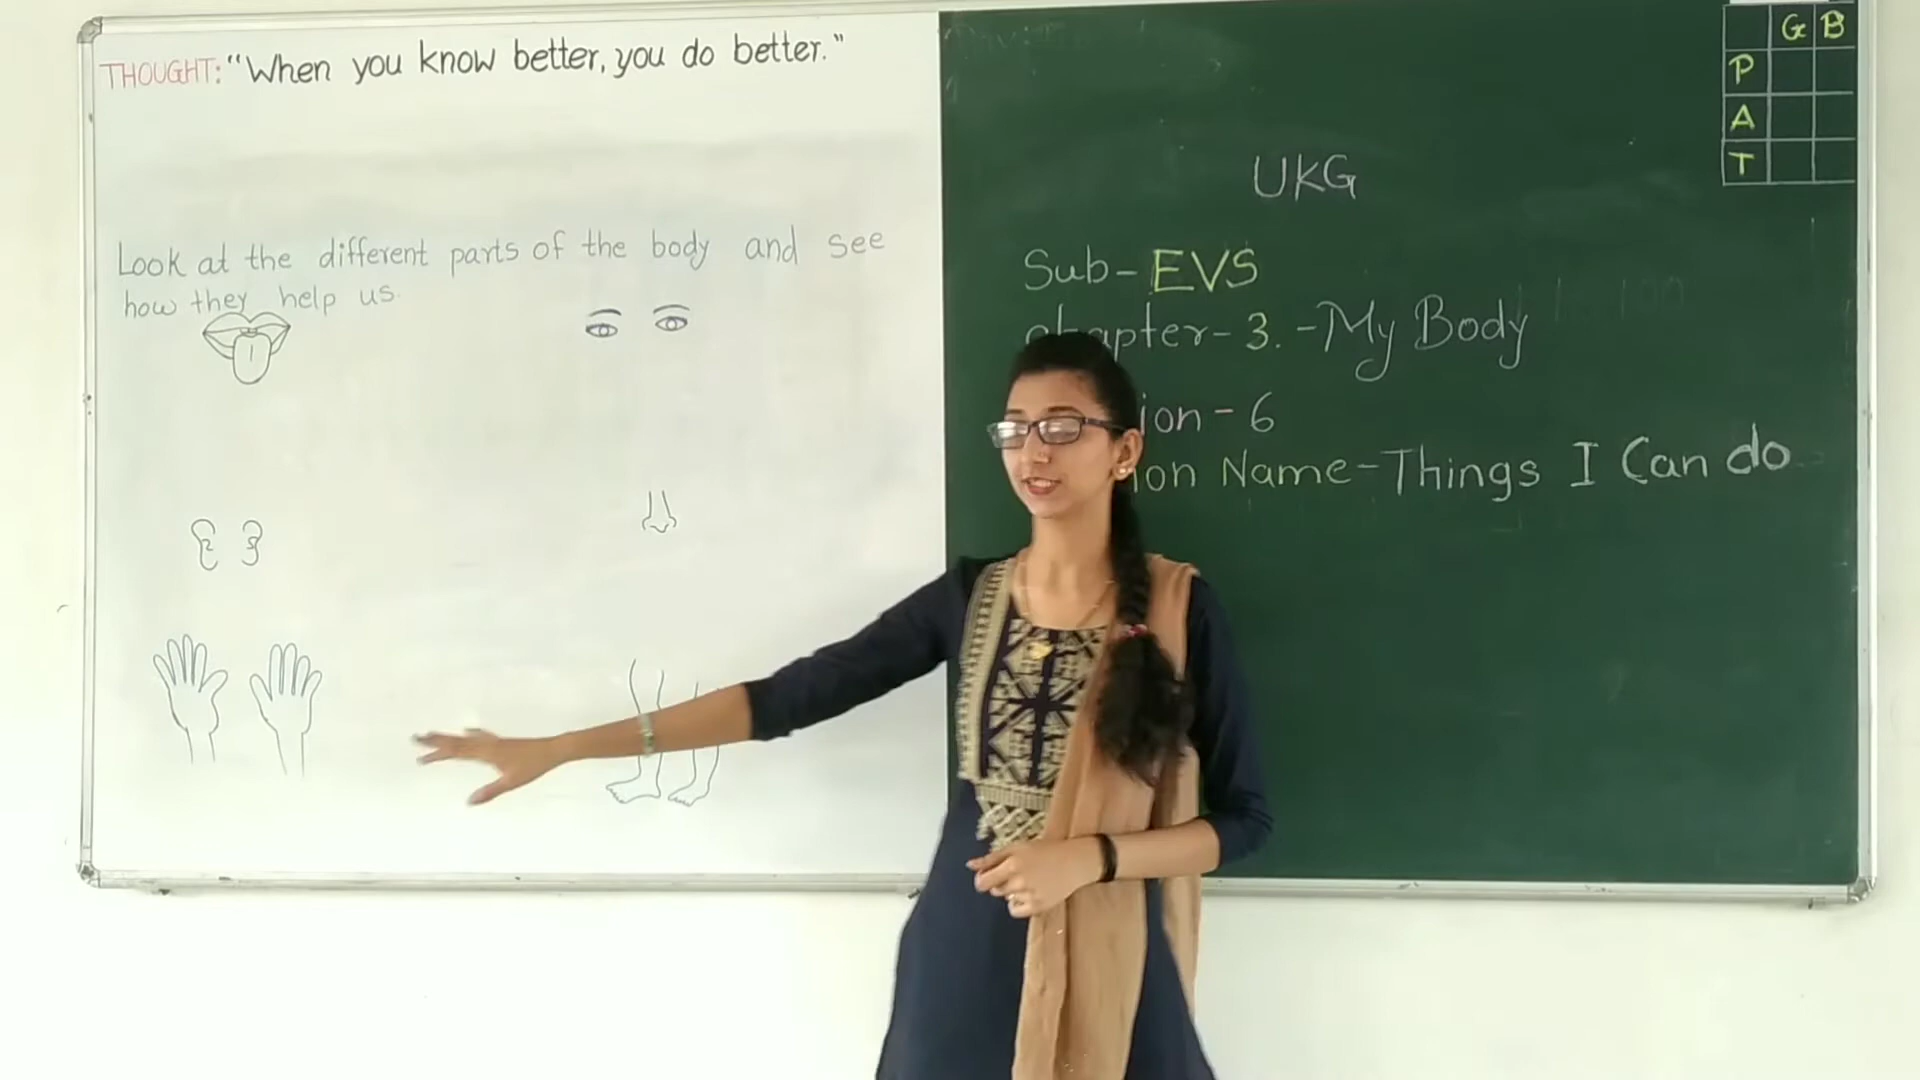 THOUGHT: "When you know better, you do better."
Look at the different parts of the body and see
how they help us.
G B
P
A
T
UKG
Sub- EVS
Chapter- 3. - My Body
ion - 6
ion Name - Things I Can do